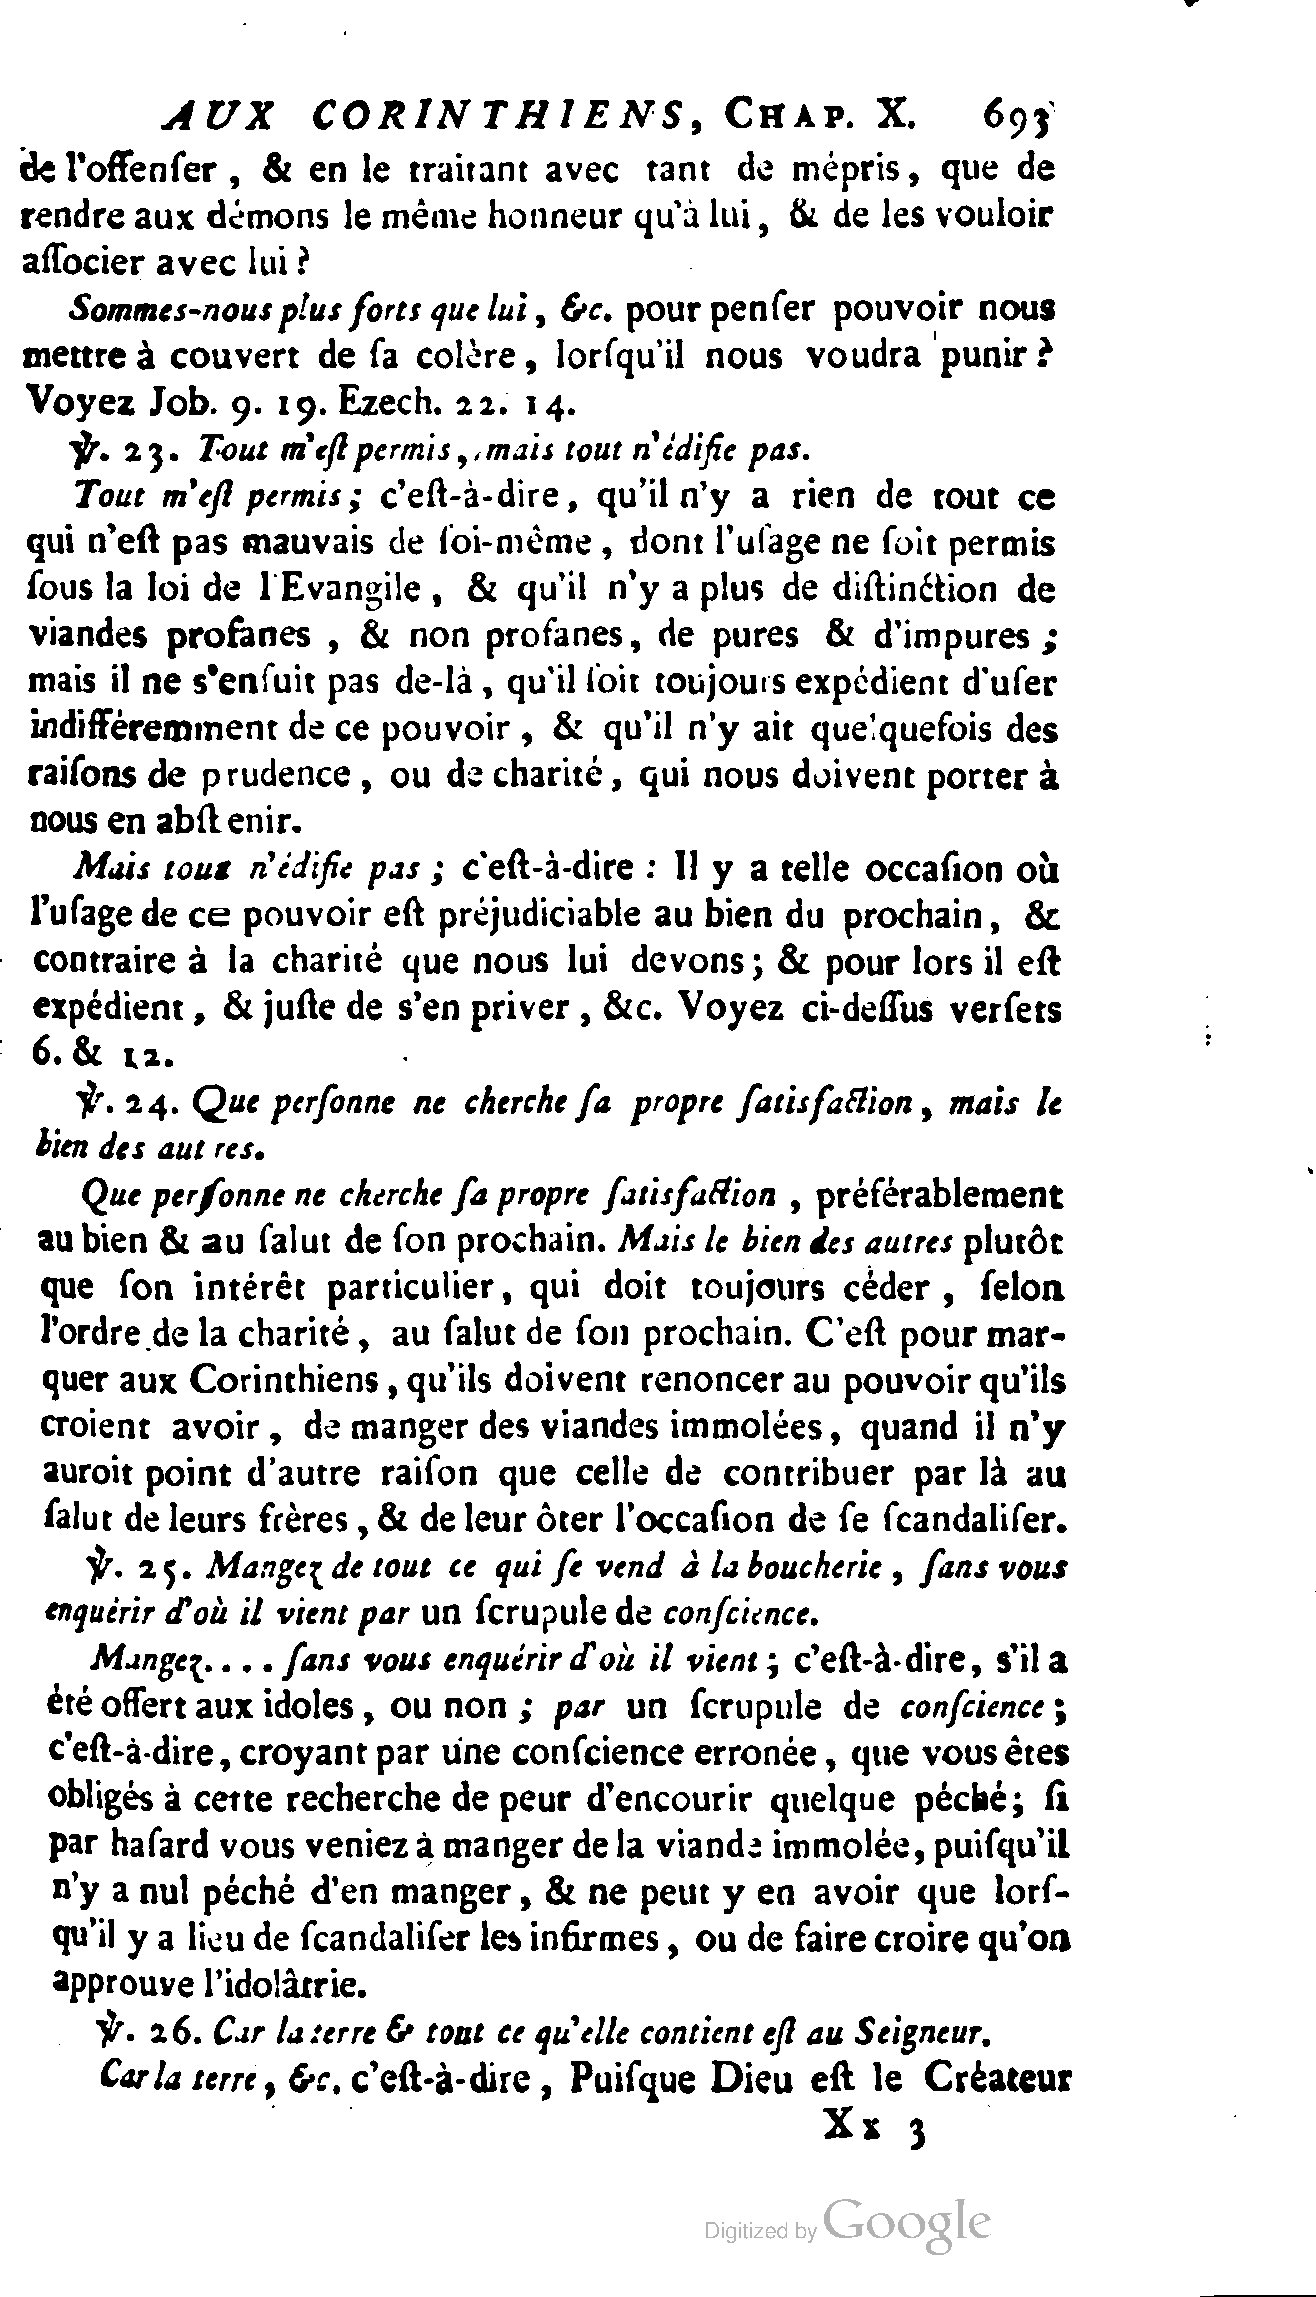 AUX CORINTHIENS, CHAP. X. 693
de l'offenſer, & en le traitant avec tant de mépris, que de
rendre aux démons le même honneur qu'à lui, & de les vouloir
aſſocier avec lui?
Sommes-nous plus forts que lui, &c. pour penſer pouvoir nous
mettre à couvert de ſa colère, lorſqu'il nous voudra punir?
Voyez Job. 9. 19. Ezech. 22. 14.
℣. 23. Tout m'eſt permis, mais tout n'édifie pas.
Tout m'eſt permis; c'eſt-à-dire, qu'il n'y a rien de tout ce
qui n'eſt pas mauvais de ſoi-même, dont l'uſage ne ſoit permis
ſous la loi de l'Evangile, & qu'il n'y a plus de diſtinction de
viandes profanes, & non profanes, de pures & d'impures;
mais il ne s'enſuit pas de-là, qu'il ſoit toujours expédient d'uſer
indifféremment de ce pouvoir, & qu'il n'y ait quelquefois des
raiſons de prudence, ou de charité, qui nous doivent porter à
nous en abſtenir.
Mais tout n'édifie pas; c'eſt-à-dire: Il y a telle occaſion où
l'uſage de ce pouvoir eſt préjudiciable au bien du prochain, &
contraire à la charité que nous lui devons; & pour lors il eſt
expédient, & juſte de s'en priver, &c. Voyez ci-deſſus verſets
6. & 12.
℣. 24. Que perſonne ne cherche ſa propre ſatisfaction, mais le
bien des autres.
Que perſonne ne cherche ſa propre ſatisfaction, préférablement
au bien & au ſalut de ſon prochain. Mais le bien des autres plutôt
que ſon intérêt particulier, qui doit toujours céder, ſelon
l'ordre de la charité, au ſalut de ſon prochain. C'eſt pour mar-
quer aux Corinthiens, qu'ils doivent renoncer au pouvoir qu'ils
croient avoir, de manger des viandes immolées, quand il n'y
auroit point d'autre raiſon que celle de contribuer par là au
ſalut de leurs frères, & de leur ôter l'occaſion de ſe ſcandaliſer.
℣. 25. Mangez de tout ce qui ſe vend à la boucherie, ſans vous
enquérir d'où il vient par un ſcrupule de conſcience.
Mangez.... ſans vous enquérir d'où il vient; c'eſt-à-dire, s'il a
été offert aux idoles, ou non; par un ſcrupule de conſcience;
c'eſt-à-dire, croyant par une conſcience erronée, que vous êtes
obligés à cette recherche de peur d'encourir quelque péché; ſi
par haſard vous veniez à manger de la viande immolée, puiſqu'il
n'y a nul péché d'en manger, & ne peut y en avoir que lorſ-
qu'il y a lieu de ſcandaliſer les infirmes, ou de faire croire qu'on
approuve l'idolâtrie.
℣. 26. Car la terre & tout ce qu'elle contient eſt au Seigneur.
Car la terre, &c. c'eſt-à-dire, Puiſque Dieu eſt le Créateur
Xx 3
Digitized by Google